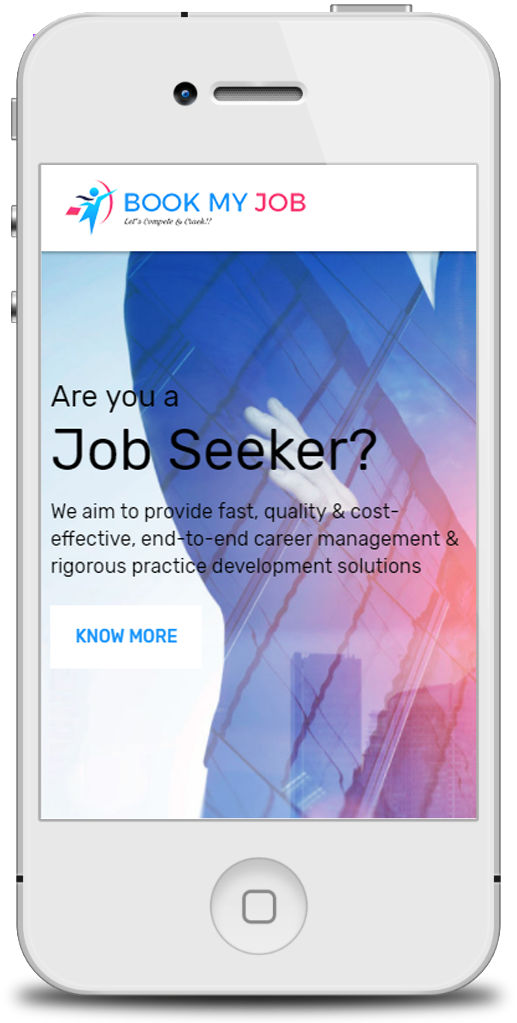 BOOK MY JOB
Let's Compete & Crack!!
Are you a
Job Seeker?
We aim to provide fast, quality & cost-
effective, end-to-end career management &
rigorous practice development solutions
KNOW MORE